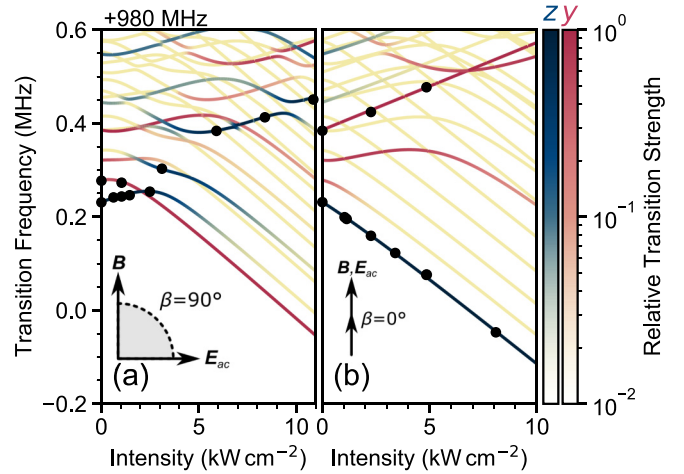 +980 MHz
z y
0.6
0.4
0.2
0.0
−0.2
Transition Frequency (MHz)
B
β=90°
E_ac
(a)
B, E_ac
β=0°
(b)
0 5 10
0 5 10
Intensity (kW cm⁻²)
Intensity (kW cm⁻²)
10⁰
10⁻¹
10⁻²
Relative Transition Strength